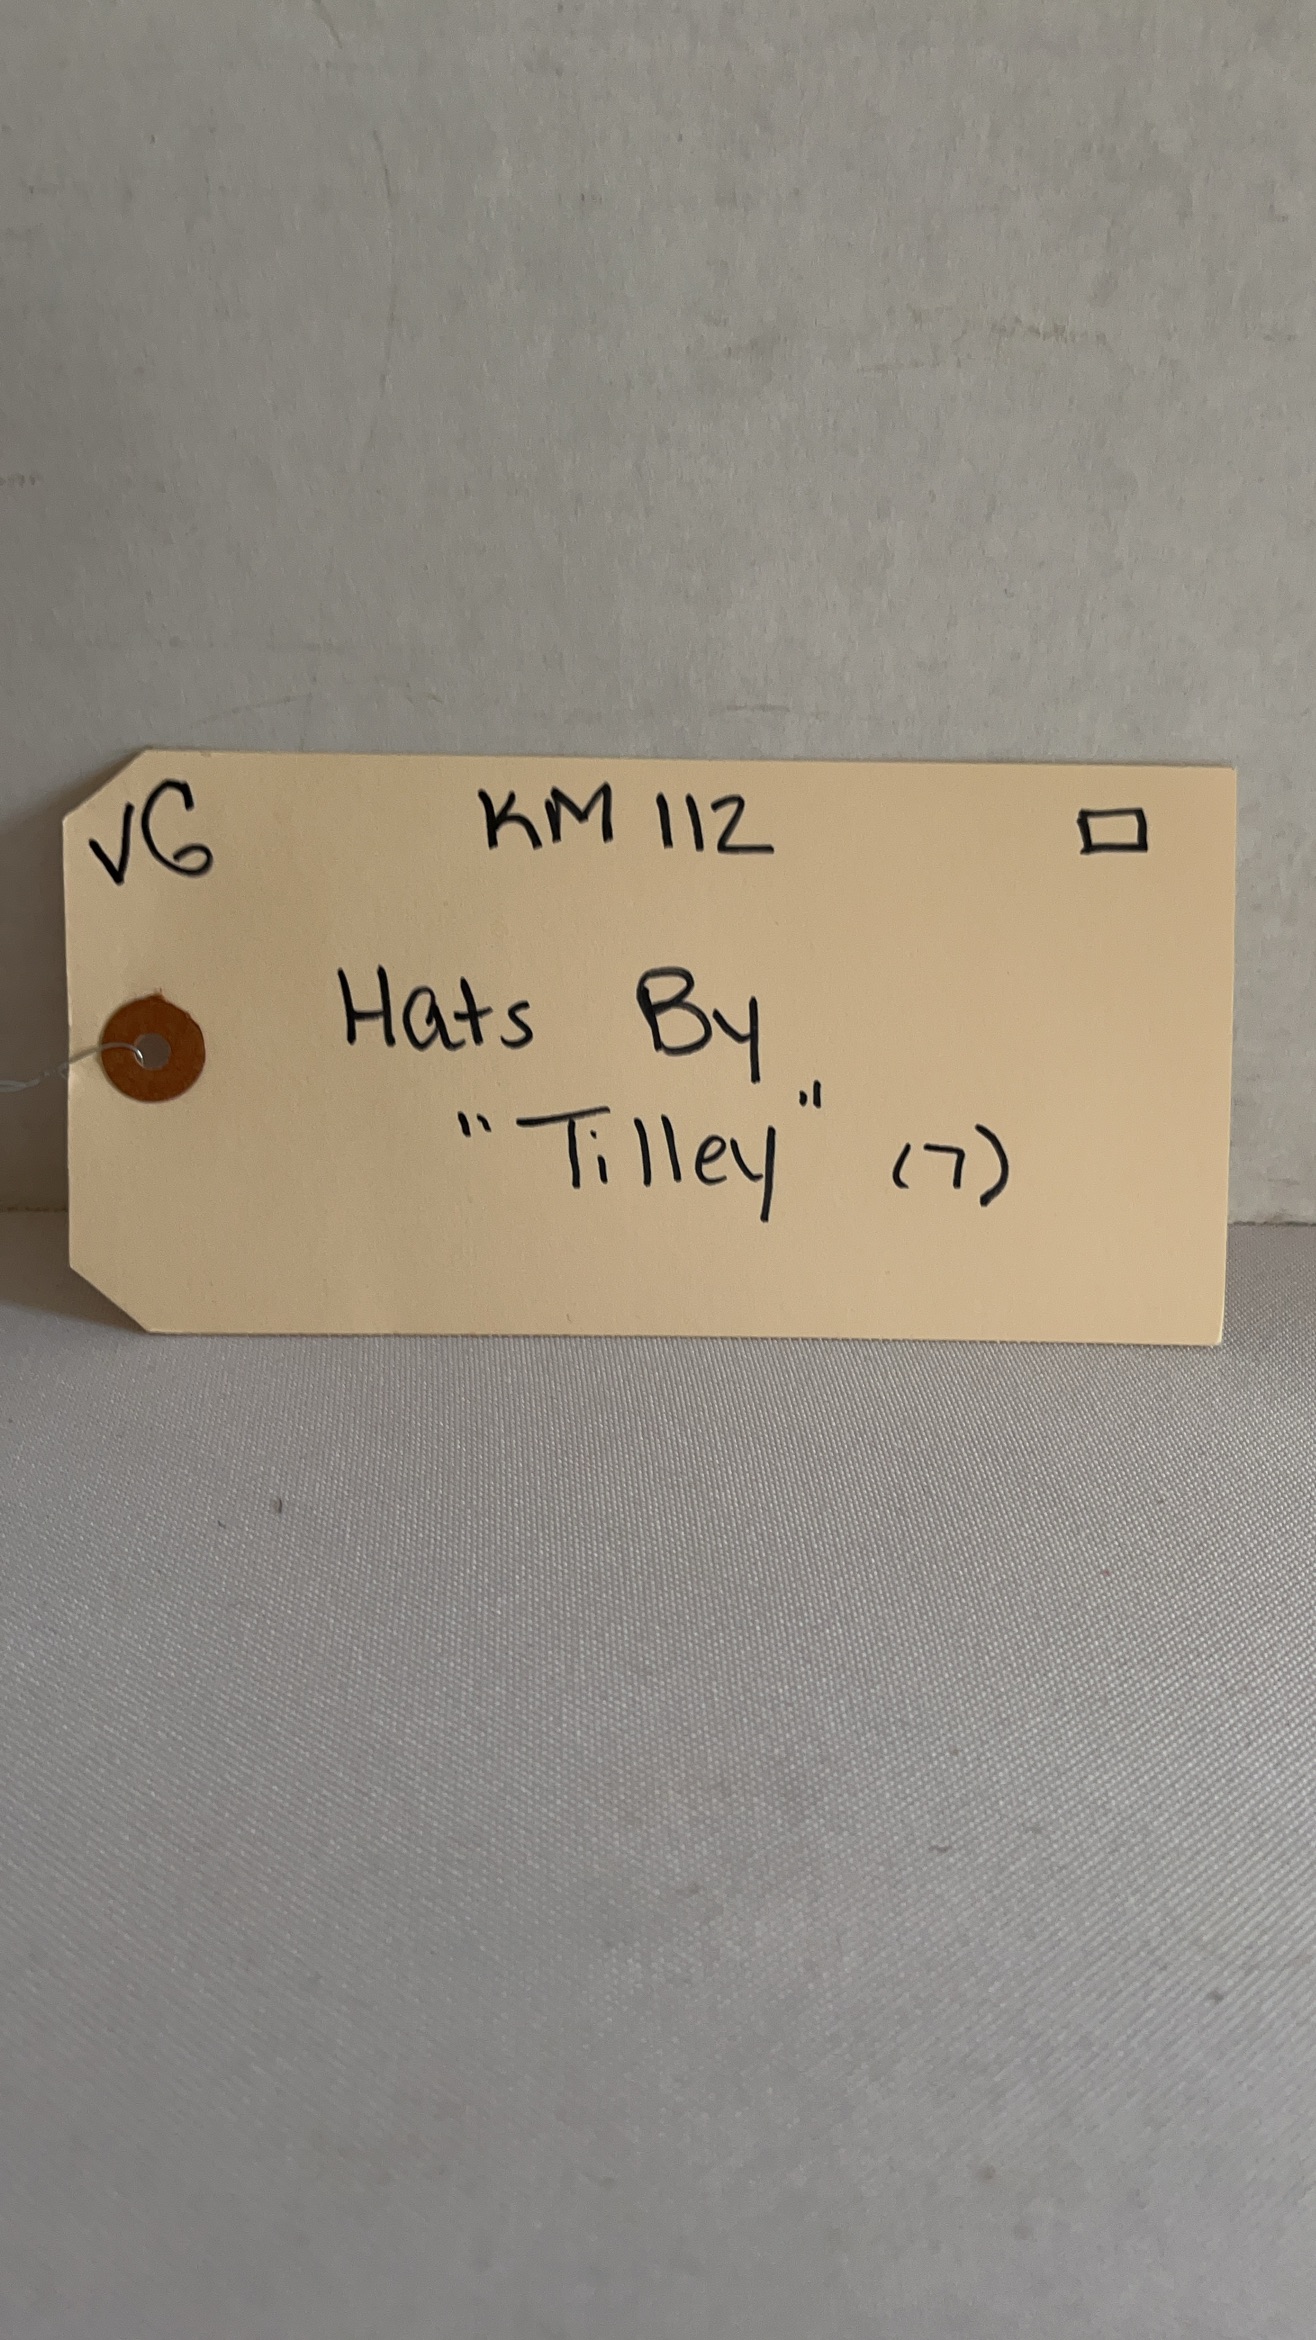 VG KM 112
Hats By
"Tilley" (7)